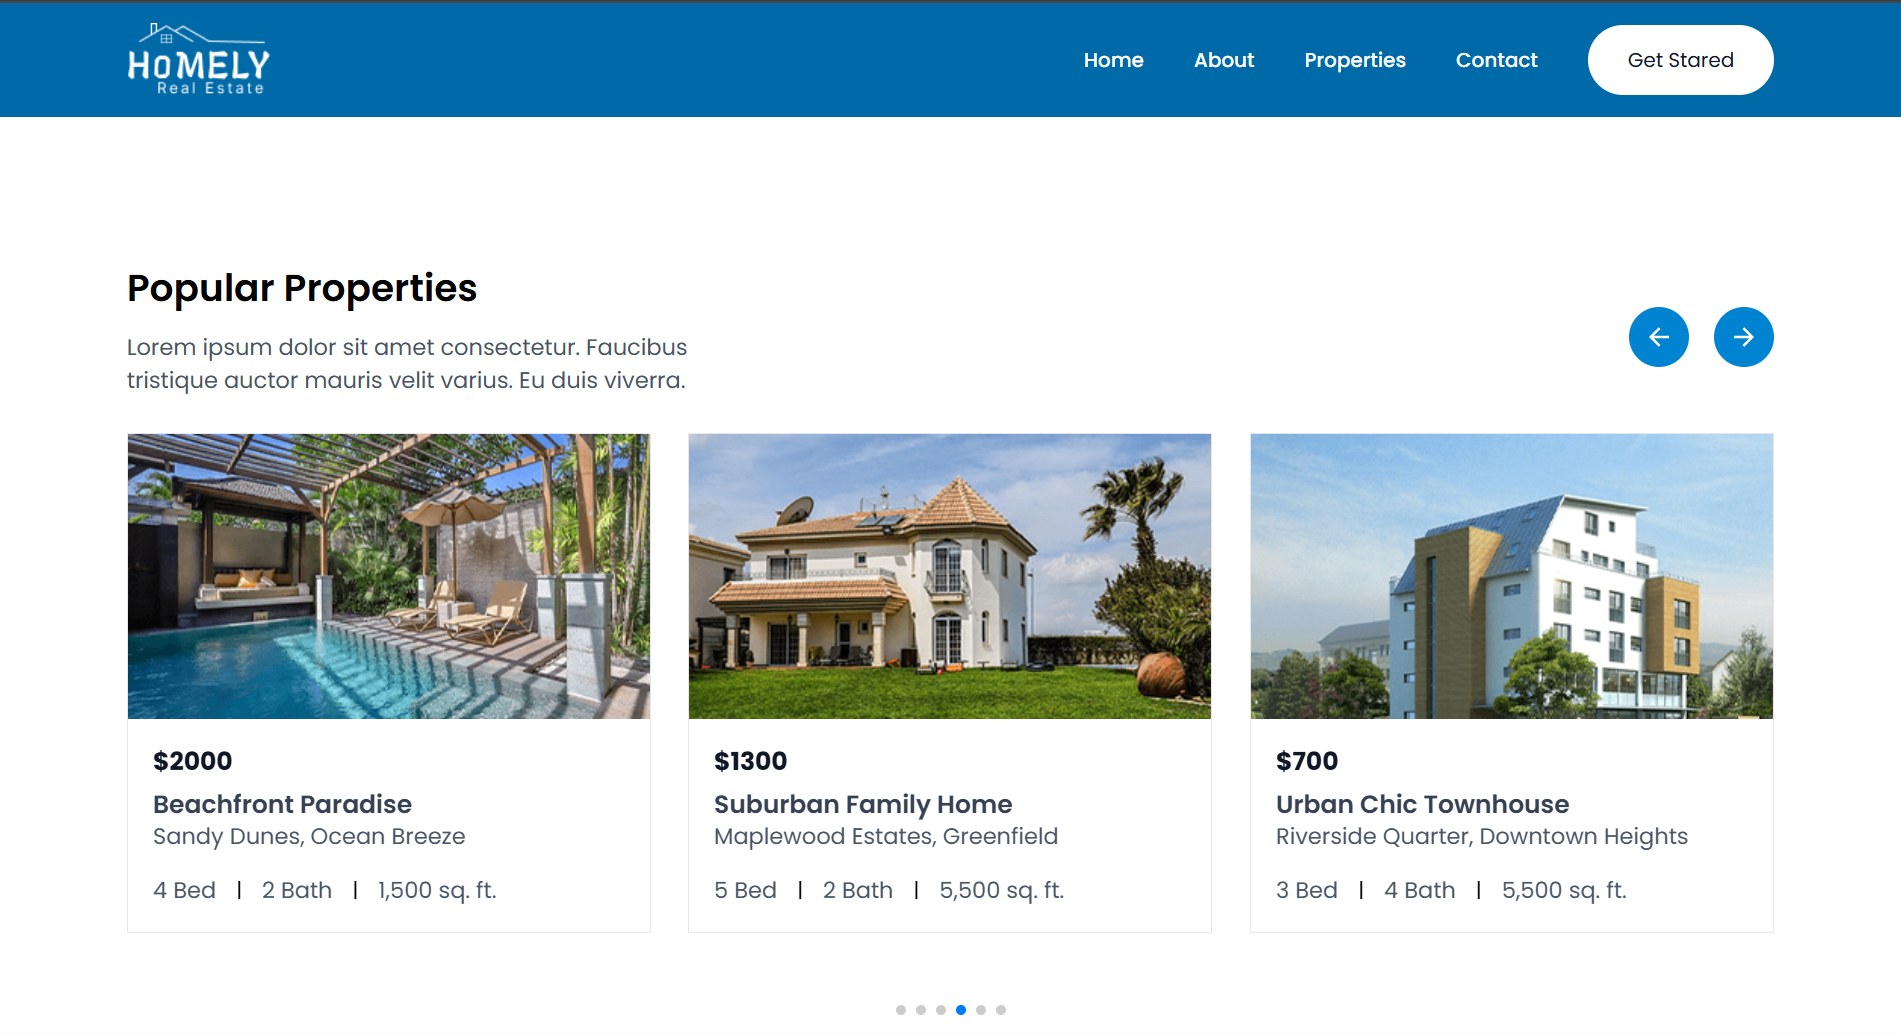 HOMELY
Real Estate
Home About Properties Contact Get Stared
Popular Properties
Lorem ipsum dolor sit amet consectetur. Faucibus
tristique auctor mauris velit varius. Eu duis viverra.
$2000
Beachfront Paradise
Sandy Dunes, Ocean Breeze
4 Bed | 2 Bath | 1,500 sq. ft.
$1300
Suburban Family Home
Maplewood Estates, Greenfield
5 Bed | 2 Bath | 5,500 sq. ft.
$700
Urban Chic Townhouse
Riverside Quarter, Downtown Heights
3 Bed | 4 Bath | 5,500 sq. ft.